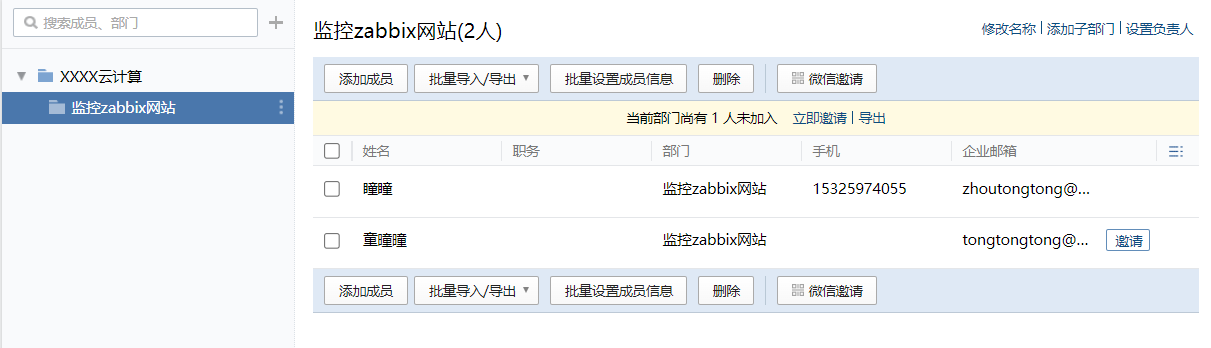 搜索成员、部门
XXXX云计算
监控zabbix网站
监控zabbix网站(2人)
修改名称 | 添加子部门 | 设置负责人
添加成员 批量导入/导出 批量设置成员信息 删除 微信邀请
当前部门尚有 1 人未加入 立即邀请 | 导出
姓名 职务 部门 手机 企业邮箱
瞳瞳 监控zabbix网站 15325974055 zhoutongtong@...
童瞳瞳 监控zabbix网站 tongtongtong@... 邀请
添加成员 批量导入/导出 批量设置成员信息 删除 微信邀请